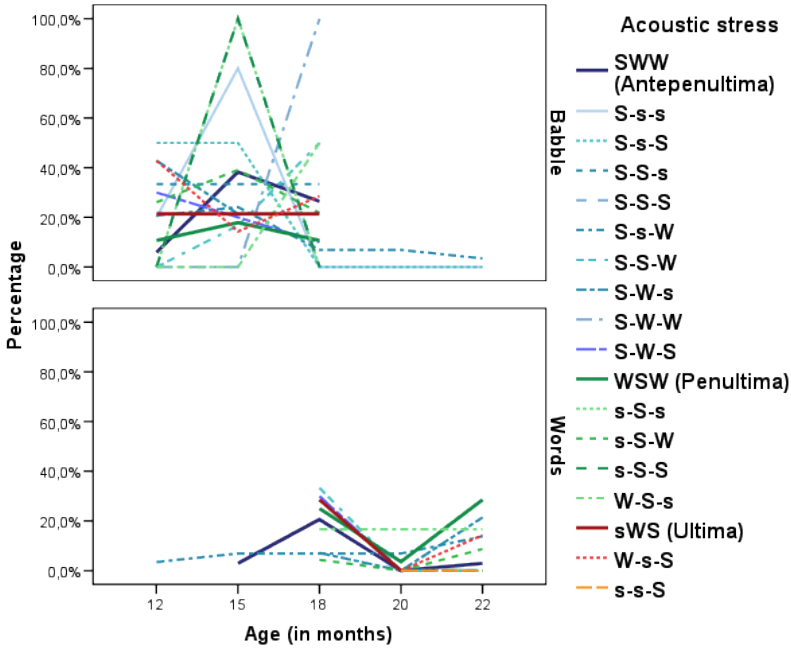 Acoustic stress
SWW
(Antepenultima)
S-s-s
S-s-S
S-S-s
S-S-S
S-s-W
S-S-W
S-W-s
S-W-W
S-W-S
WSW (Penultima)
s-S-s
s-S-W
s-S-S
W-S-s
sWS (Ultima)
W-s-S
s-s-S
Percentage
100,0%
80,0%
60,0%
40,0%
20,0%
0,0%
Babble
100,0%
80,0%
60,0%
40,0%
20,0%
0,0%
Words
12 15 18 20 22
Age (in months)